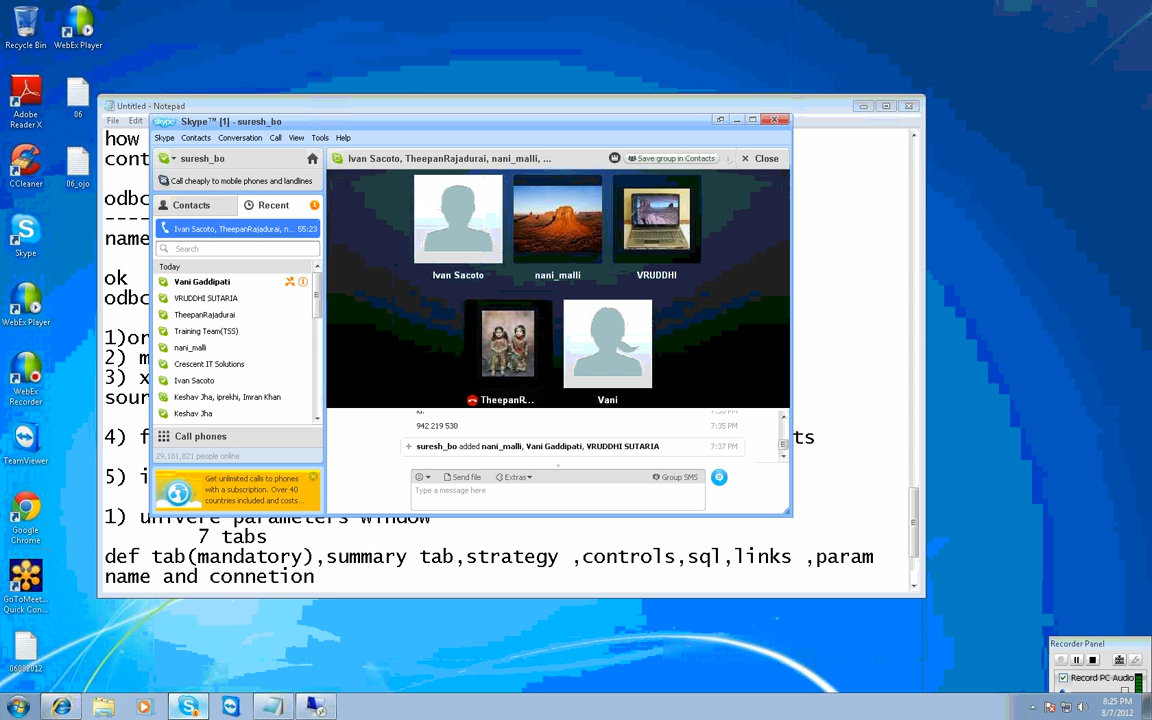 Recycle Bin
WebEx Player
Adobe
Reader X
06
CCleaner
06_ojo
Skype
WebEx Player
WebEx
Recorder
TeamViewer
Google
Chrome
GoToMeet...
Quick Con...
06082012
Untitled - Notepad
File Edit
how
cont
odbc
name
ok
odbc
1)or
2) m
3) x
sour
4) f
ts
5) i
1) univere parameters window
7 tabs
def tab(mandatory),summary tab,strategy ,controls,sql,links ,param
name and connetion
skype Skype™ [1] - suresh_bo
Skype Contacts Conversation Call View Tools Help
suresh_bo
Call cheaply to mobile phones and landlines
Contacts
Recent
1
Ivan Sacoto, TheepanRajadurai, n... 55:23
Search
Today
Vani Gaddipati
1
VRUDDHI SUTARIA
TheepanRajadurai
Training Team(TSS)
nani_malli
Crescent IT Solutions
Ivan Sacoto
Keshav Jha, iprekhi, Imran Khan
Keshav Jha
Call phones
29,181,821 people online
Get unlimited calls to phones
with a subscription. Over 40
countries included and costs...
Ivan Sacoto, TheepanRajadurai, nani_malli, ...
Save group in Contacts
Close
Ivan Sacoto
nani_malli
VRUDDHI
TheepanR...
Vani
942 219 530
7:35 PM
suresh_bo added nani_malli, Vani Gaddipati, VRUDDHI SUTARIA
7:37 PM
Send file
Extras
Group SMS
Type a message here
Recorder Panel
Record PC Audio
8:25 PM
8/7/2012